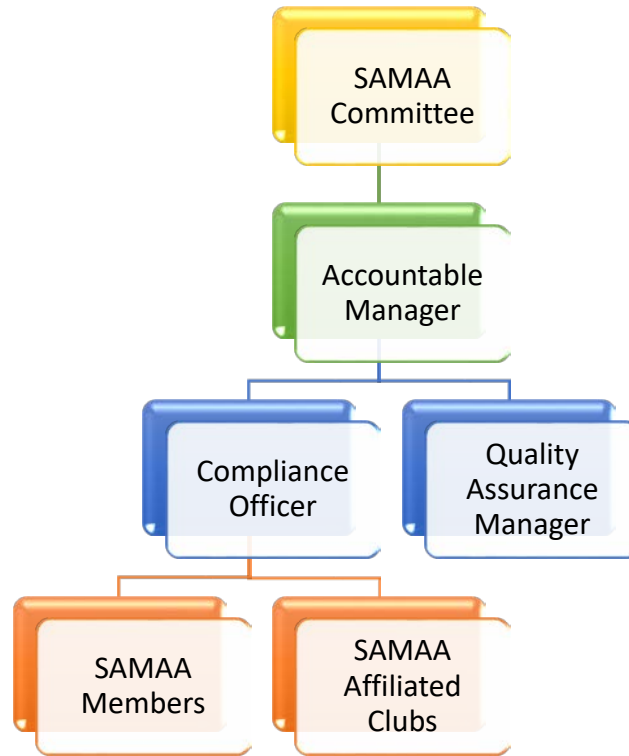 SAMAA
Committee
Accountable
Manager
Compliance
Officer
Quality
Assurance
Manager
SAMAA
Members
SAMAA
Affiliated
Clubs